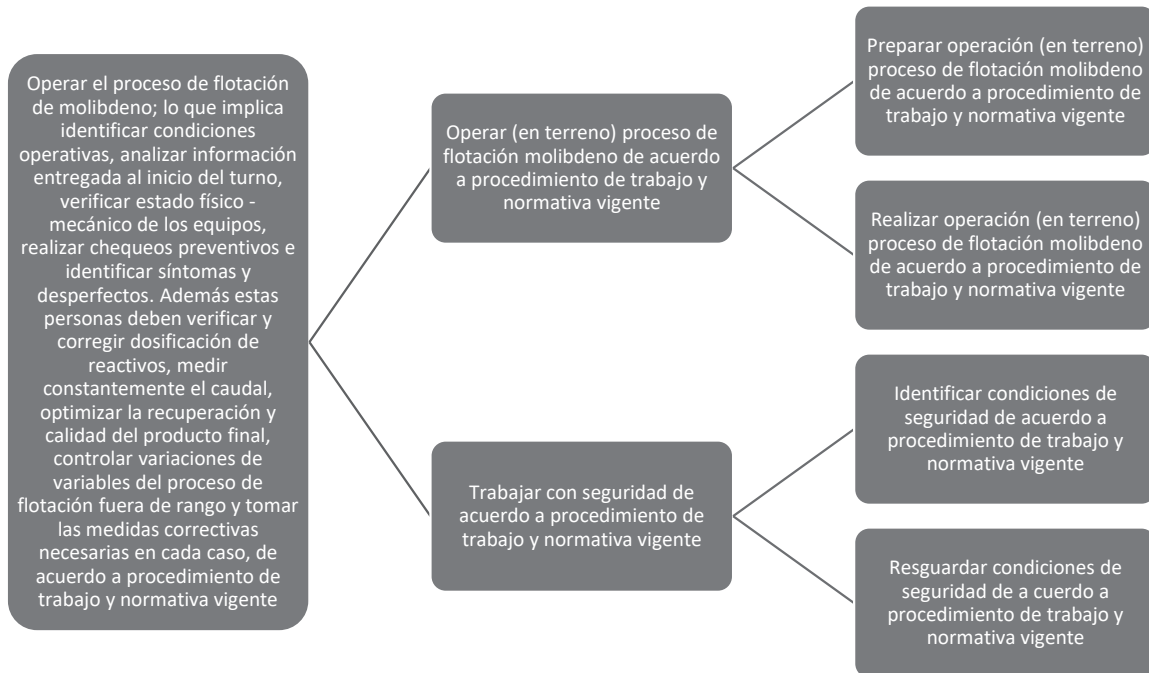 Operar el proceso de flotación
de molibdeno; lo que implica
identificar condiciones
operativas, analizar información
entregada al inicio del turno,
verificar estado físico -
mecánico de los equipos,
realizar chequeos preventivos e
identificar síntomas y
desperfectos. Además estas
personas deben verificar y
corregir dosificación de
reactivos, medir
constantemente el caudal,
optimizar la recuperación y
calidad del producto final,
controlar variaciones de
variables del proceso de
flotación fuera de rango y tomar
las medidas correctivas
necesarias en cada caso, de
acuerdo a procedimiento de
trabajo y normativa vigente
Operar (en terreno) proceso de
flotación molibdeno de acuerdo
a procedimiento de trabajo y
normativa vigente
Preparar operación (en terreno)
proceso de flotación molibdeno
de acuerdo a procedimiento de
trabajo y normativa vigente
Realizar operación (en terreno)
proceso de flotación molibdeno
de acuerdo a procedimiento de
trabajo y normativa vigente
Trabajar con seguridad de
acuerdo a procedimiento de
trabajo y normativa vigente
Identificar condiciones de
seguridad de acuerdo a
procedimiento de trabajo y
normativa vigente
Resguardar condiciones de
seguridad de a cuerdo a
procedimiento de trabajo y
normativa vigente